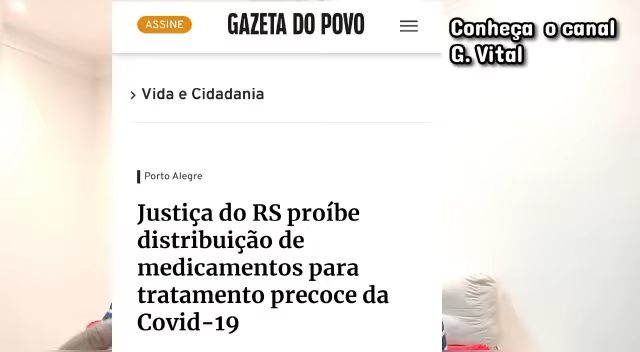 ASSINE
GAZETA DO POVO
Conheça o canal
G. Vital
> Vida e Cidadania
Porto Alegre
Justiça do RS proíbe
distribuição de
medicamentos para
tratamento precoce da
Covid-19